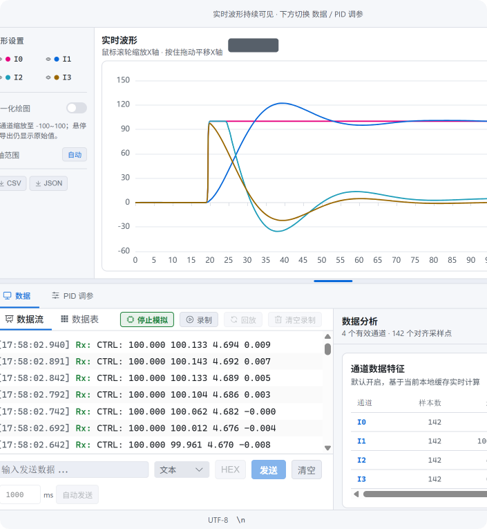 实时波形持续可见 · 下方切换 数据 / PID 调参
形设置
I0 I1
I2 I3
一化绘图
通道缩放至 -100~100；悬停
导出仍显示原始值。
轴范围 自动
CSV JSON
实时波形
鼠标滚轮缩放X轴 · 按住拖动平移X轴
150
120
90
60
30
0
-30
-60
0 5 10 15 20 25 30 35 40 45 50 55 60 65 70 75 80 85 90 9
数据 PID 调参
数据流 数据表 停止模拟 录制 回放 清空录制
[17:58:02.940] Rx: CTRL: 100.000 100.133 4.694 0.009
[17:58:02.891] Rx: CTRL: 100.000 100.143 4.692 0.007
[17:58:02.842] Rx: CTRL: 100.000 100.133 4.689 0.005
[17:58:02.792] Rx: CTRL: 100.000 100.104 4.686 0.003
[17:58:02.742] Rx: CTRL: 100.000 100.062 4.682 -0.000
[17:58:02.692] Rx: CTRL: 100.000 100.012 4.676 -0.004
[17:58:02.642] Rx: CTRL: 100.000 99.961 4.670 -0.008
输入发送数据 ... 文本 HEX 发送 清空
1000 ms 自动发送
数据分析
4 个有效通道 · 142 个对齐采样点
通道数据特征
默认开启，基于当前本地缓存实时计算
通道 样本数
I0 142
I1 142 10
I2 142
I3 142
UTF-8 \n